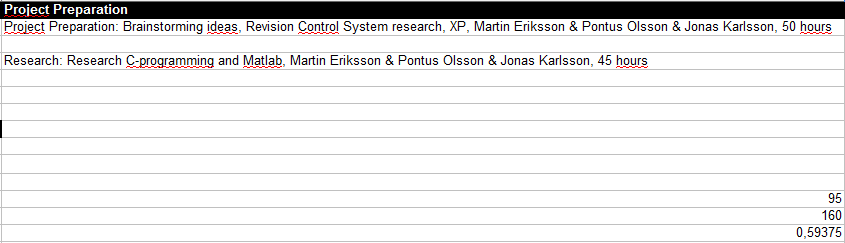 Project Preparation
Project Preparation: Brainstorming ideas, Revision Control System research, XP, Martin Eriksson & Pontus Olsson & Jonas Karlsson, 50 hours
Research: Research C-programming and Matlab, Martin Eriksson & Pontus Olsson & Jonas Karlsson, 45 hours
95
160
0,59375